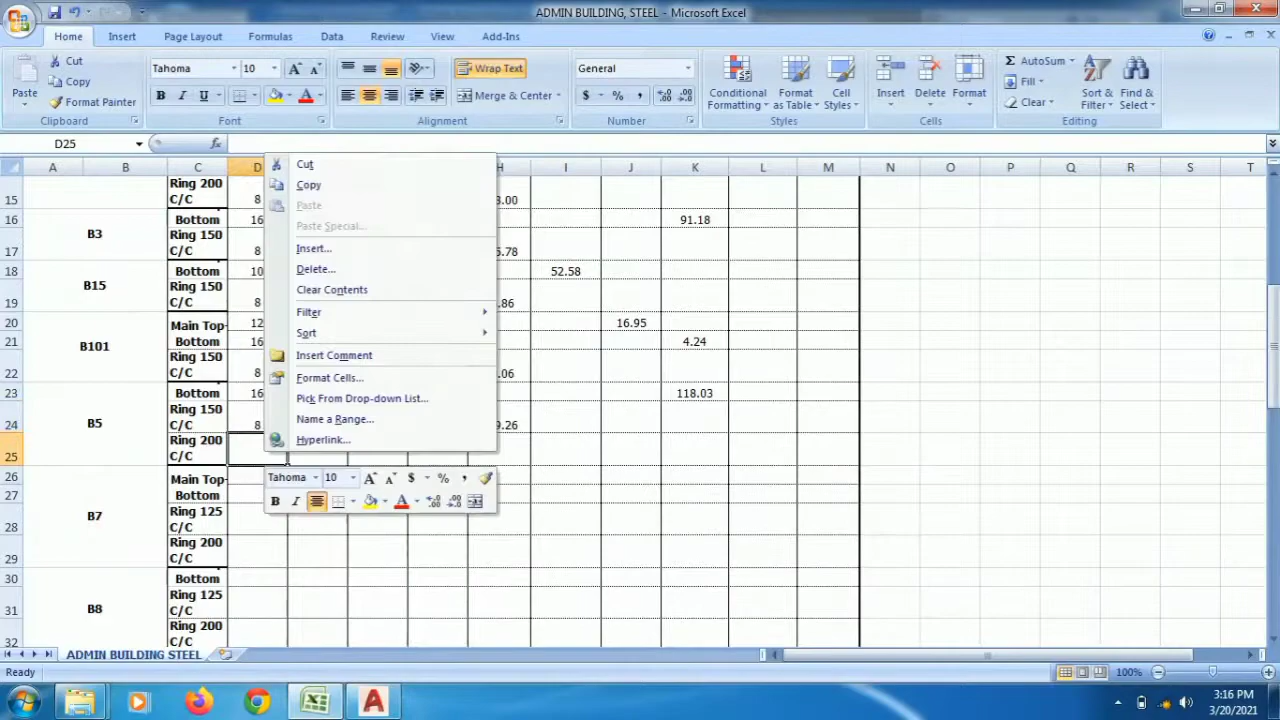 ADMIN BUILDING, STEEL - Microsoft Excel
Home Insert Page Layout Formulas Data Review View Add-Ins
Paste
Cut
Copy
Format Painter
Clipboard
Tahoma 10
B I U A
Font
Wrap Text
Merge & Center
Alignment
General
$ % ,
Number
Conditional Formatting
Format as Table
Cell Styles
Styles
Insert Delete Format
Cells
Σ AutoSum
Fill
Clear
Sort & Filter
Find & Select
Editing
D25 fx
A B C D H I J K L M N O P Q R S T
15 Ring 200 C/C 8
16 Bottom 16 91.18
B3
17 Ring 150 C/C 8 .78
18 Bottom 10 52.58
B15
19 Ring 150 C/C 8 .86
20 Main Top- 12 16.95
B101
21 Bottom 16 4.24
22 Ring 150 C/C 8 .06
23 Bottom 16 118.03
B5
24 Ring 150 C/C 8 .26
25 Ring 200 C/C
26 Main Top-
27 Bottom
B7
28 Ring 125 C/C
29 Ring 200 C/C
30 Bottom
B8
31 Ring 125 C/C
32 Ring 200 C/C
Cut
Copy
Paste
Paste Special...
Insert...
Delete...
Clear Contents
Filter
Sort
Insert Comment
Format Cells...
Pick From Drop-down List...
Name a Range...
Hyperlink...
Tahoma 10 A A $ % ,
B I A
ADMIN BUILDING STEEL
Ready 100%
3:16 PM
3/20/2021